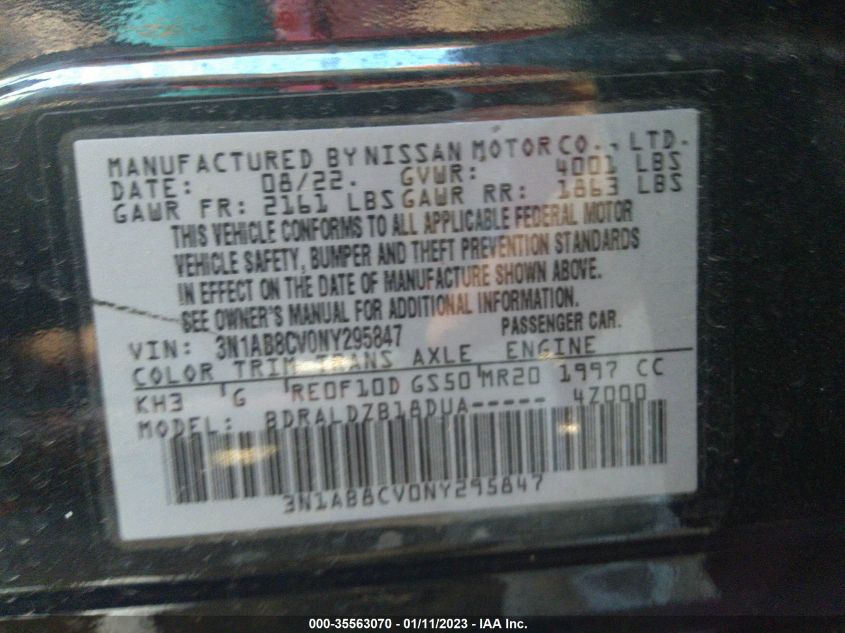 MANUFACTURED BY NISSAN MOTOR CO., LTD.
DATE: 08/22. GVWR: 4001 LBS
GAWR FR: 2161 LBS GAWR RR: 1863 LBS
THIS VEHICLE CONFORMS TO ALL APPLICABLE FEDERAL MOTOR
VEHICLE SAFETY, BUMPER AND THEFT PREVENTION STANDARDS
IN EFFECT ON THE DATE OF MANUFACTURE SHOWN ABOVE.
SEE OWNER'S MANUAL FOR ADDITIONAL INFORMATION.
VIN: 3N1AB8CV0NY295847 PASSENGER CAR.
COLOR TRIM TRANS AXLE ENGINE
KH3 G RE0F10D GS50 MR20 1997 CC
MODEL: BDRALDZB18DUA----- 4Z000
3N1AB8CV0NY295847
000-35563070 - 01/11/2023 - IAA Inc.